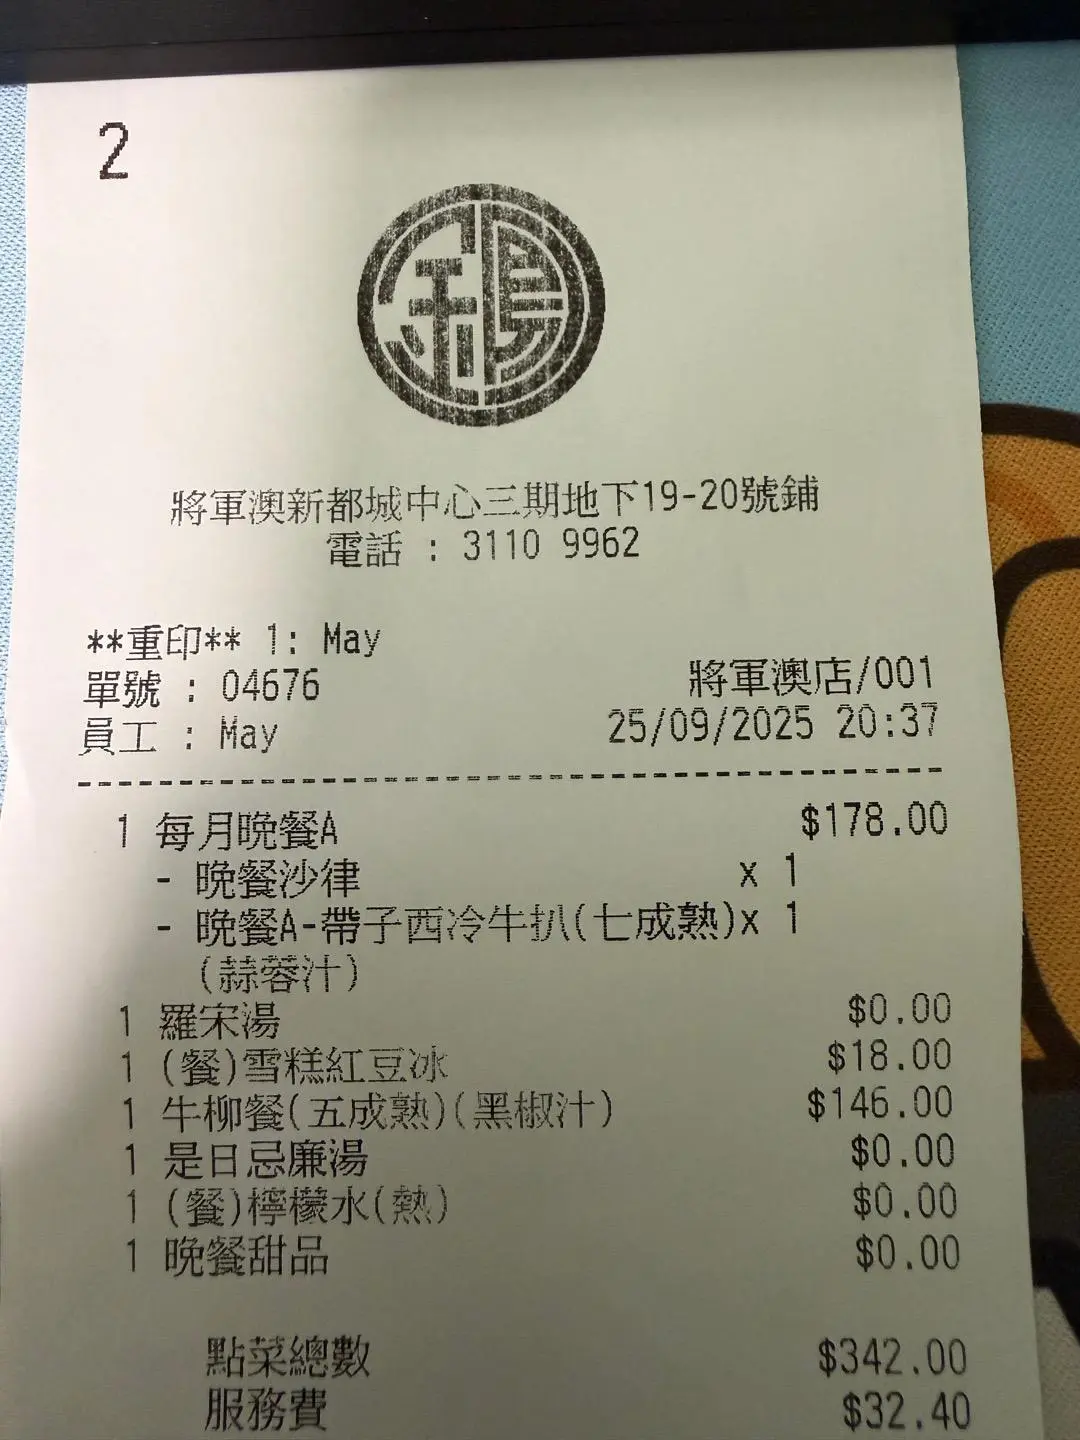 2
將軍澳新都城中心三期地下19-20號鋪
電話 : 3110 9962
**重印** 1: May
單號 : 04676 將軍澳店/001
員工 : May 25/09/2025 20:37
1 每月晚餐A $178.00
- 晚餐沙律 x 1
- 晚餐A-帶子西冷牛扒(七成熟)x 1
(蒜蓉汁)
1 羅宋湯 $0.00
1 (餐)雪糕紅豆冰 $18.00
1 牛柳餐(五成熟)(黑椒汁) $146.00
1 是日忌廉湯 $0.00
1 (餐)檸檬水(熱) $0.00
1 晚餐甜品 $0.00
點菜總數 $342.00
服務費 $32.40